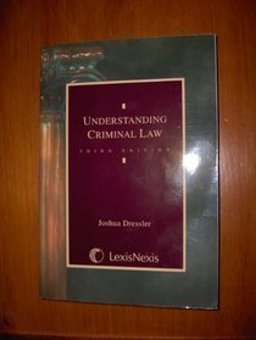 UNDERSTANDING
CRIMINAL LAW
THIRD EDITION
Joshua Dressler
LexisNexis